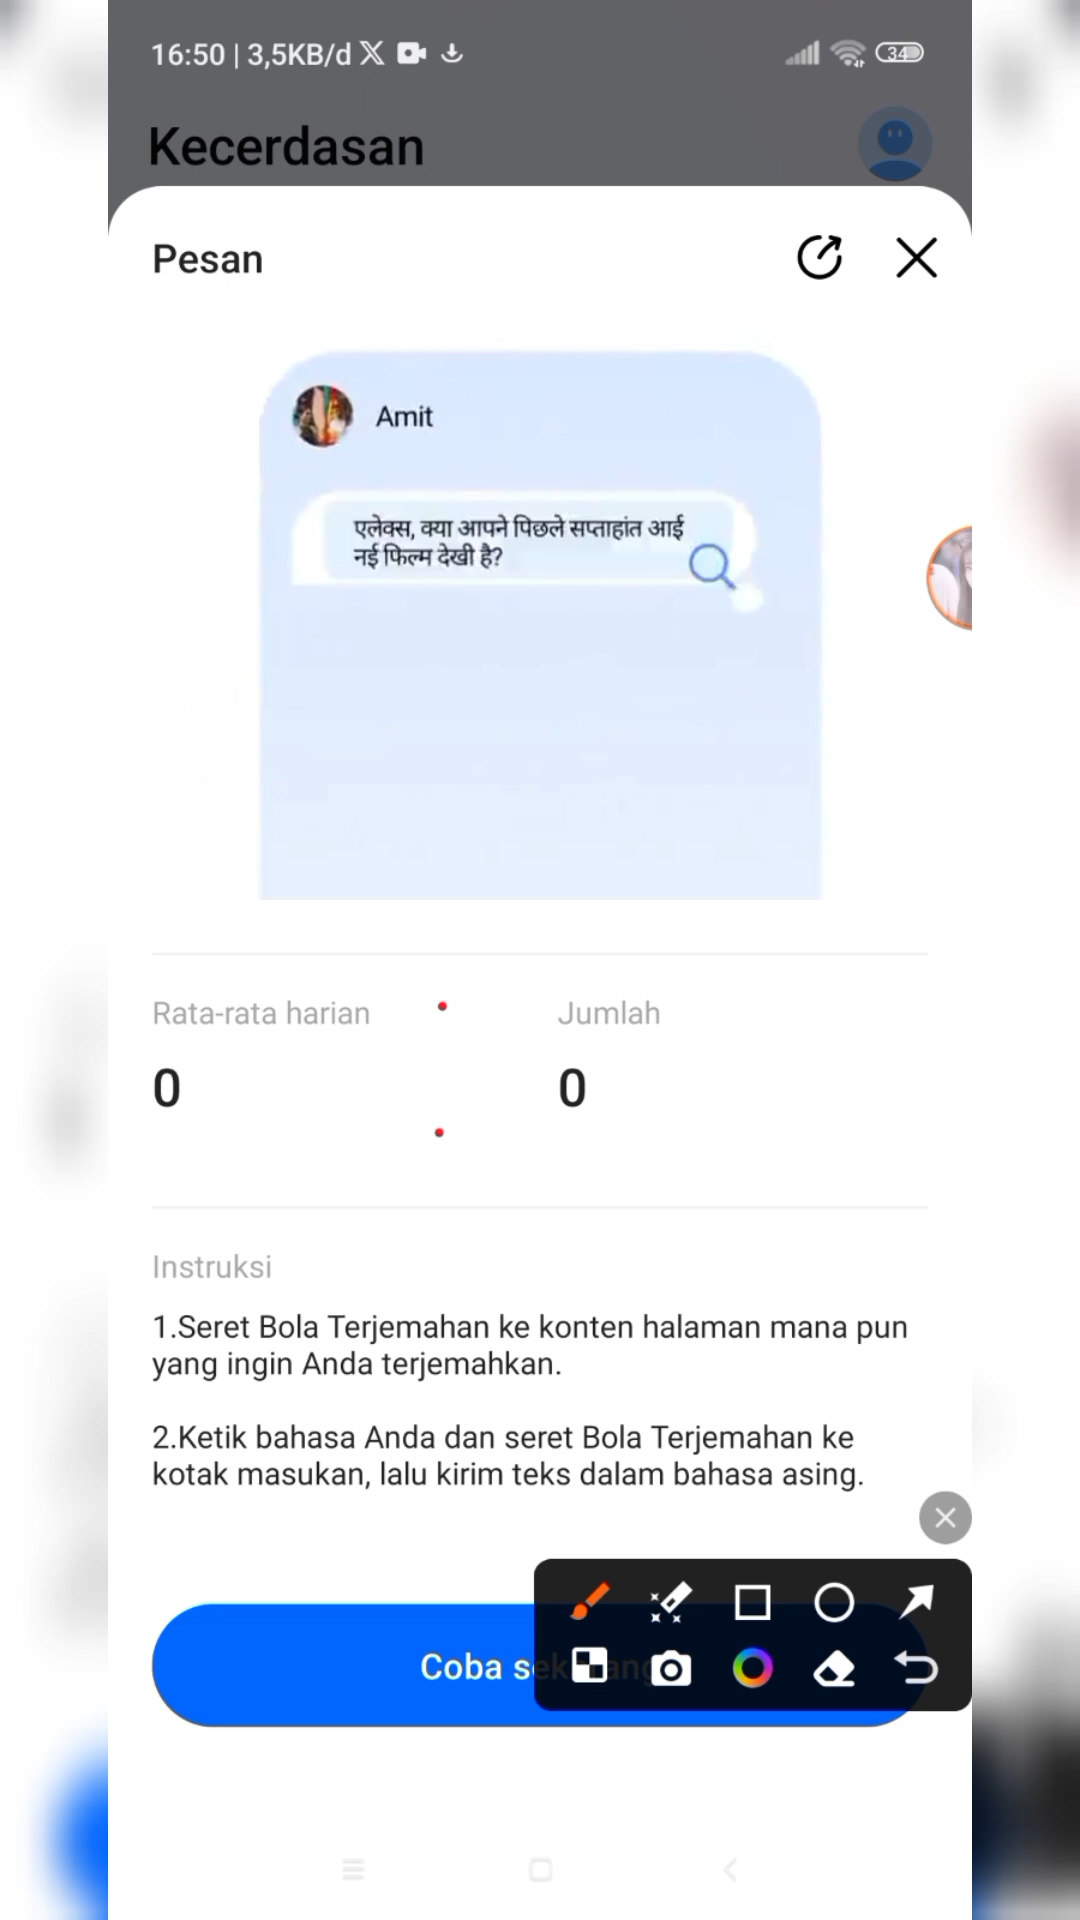 16:50 | 3,5KB/d
34
Kecerdasan
Pesan
Amit
एलेक्स, क्या आपने पिछले सप्ताहांत आई
नई फिल्म देखी है?
Rata-rata harian
Jumlah
0
0
Instruksi
1.Seret Bola Terjemahan ke konten halaman mana pun
yang ingin Anda terjemahkan.
2.Ketik bahasa Anda dan seret Bola Terjemahan ke
kotak masukan, lalu kirim teks dalam bahasa asing.
Coba sekarang